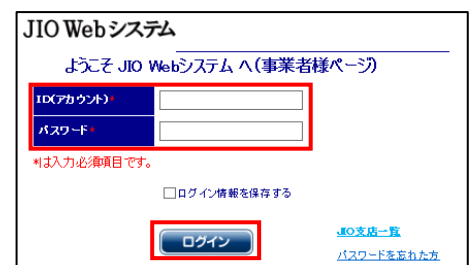 JIO Web システム
ようこそ JIO Webシステム へ(事業者様ページ)
ID(アカウント)*
パスワード*
*は入力必須項目です。
ログイン情報を保存する
ログイン
JIO支店一覧
パスワードを忘れた方